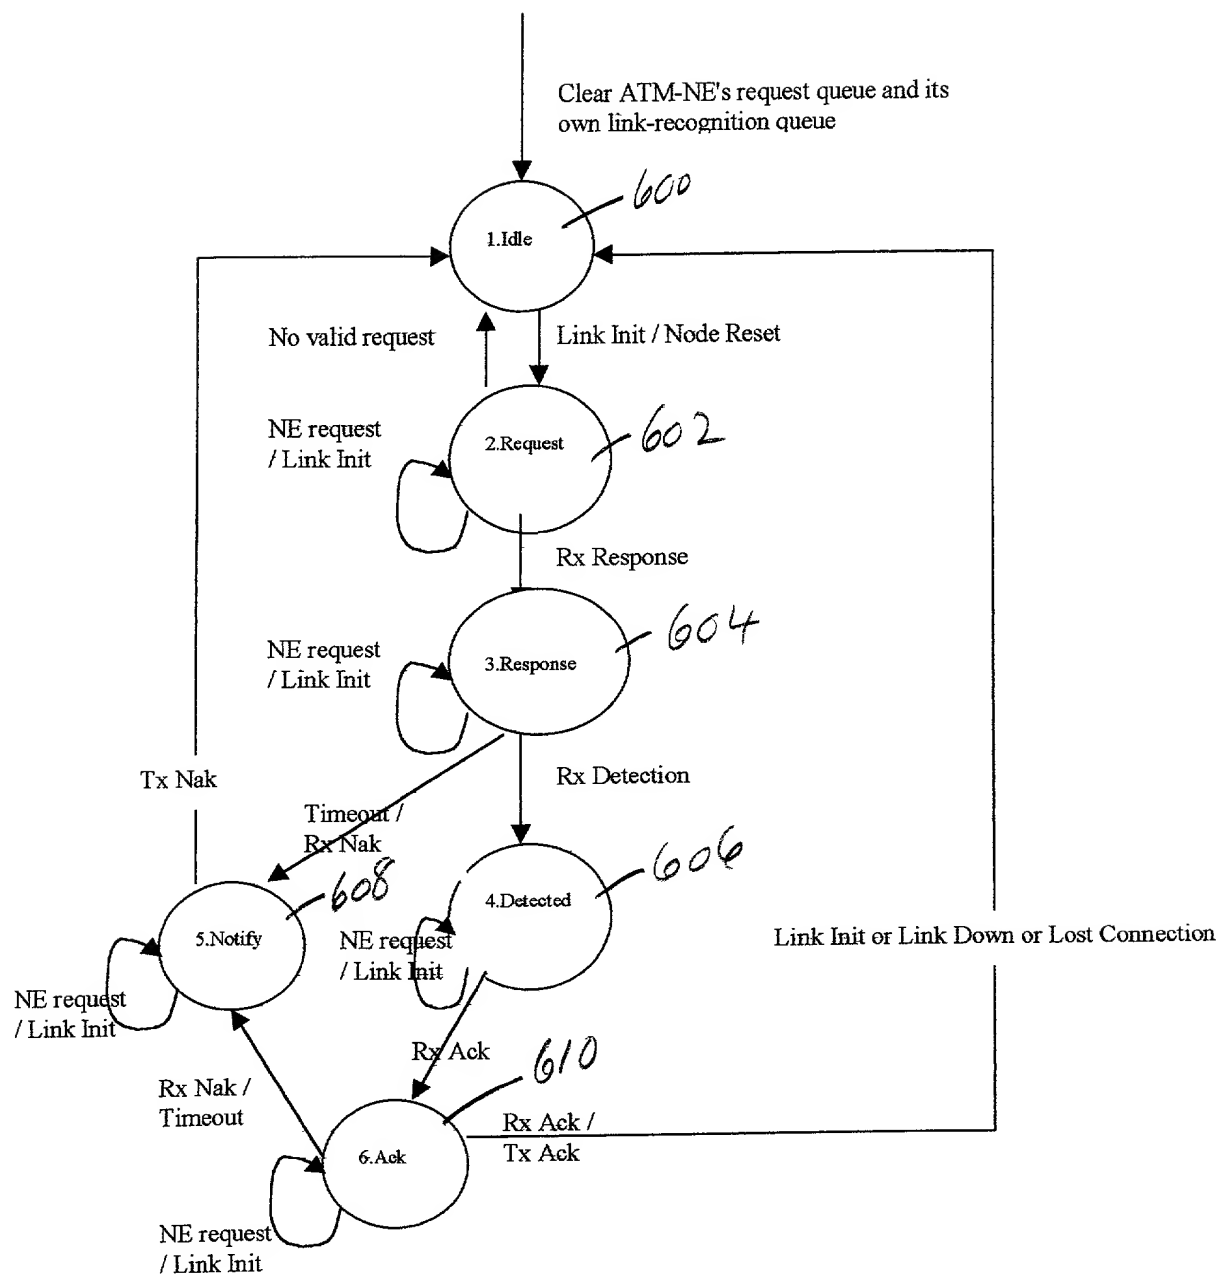 Clear ATM-NE's request queue and its
own link-recognition queue
600
1.Idle
No valid request
Link Init / Node Reset
NE request
/ Link Init
2.Request
602
Rx Response
NE request
/ Link Init
3.Response
604
Tx Nak
Rx Detection
Timeout /
Rx Nak
608
606
4.Detected
5.Notify
NE request
/ Link Init
Link Init or Link Down or Lost Connection
NE request
/ Link Init
Rx Ack
610
Rx Nak /
Timeout
Rx Ack /
Tx Ack
6.Ack
NE request
/ Link Init